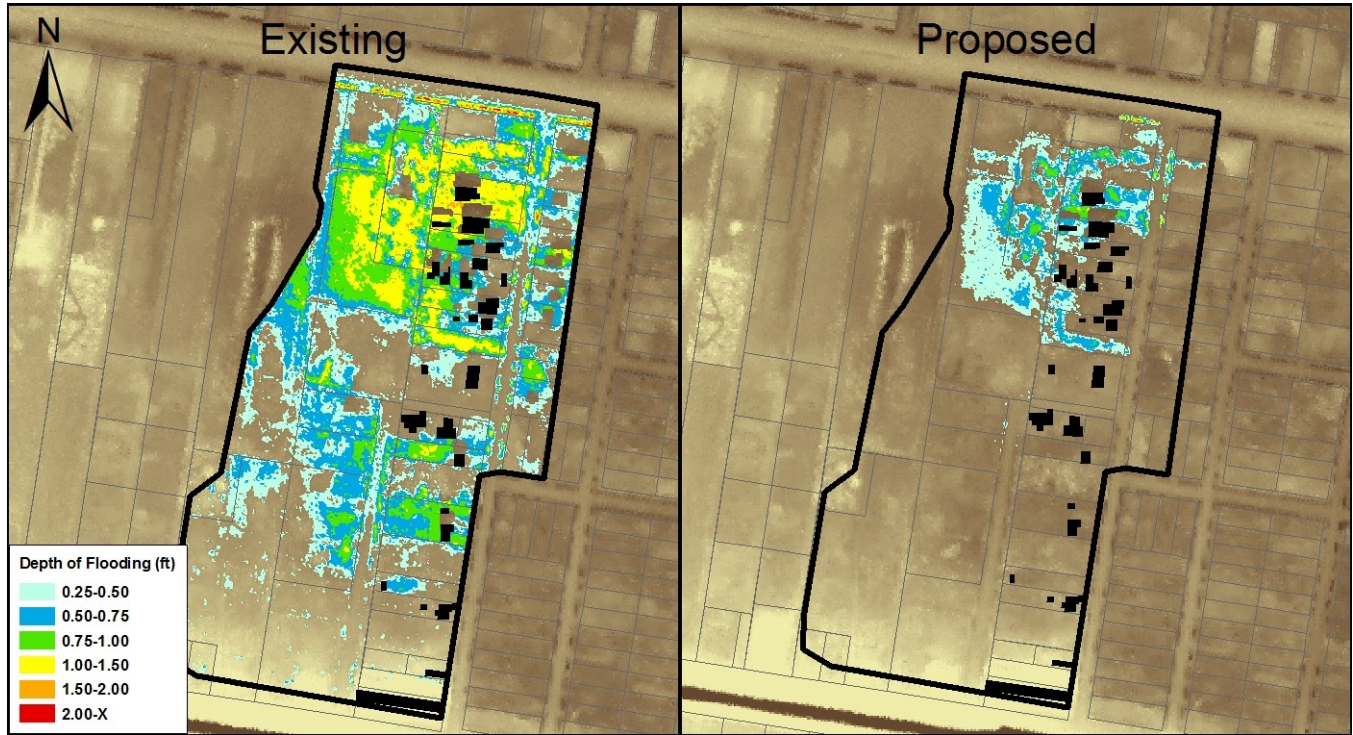 Existing
Proposed
N
Depth of Flooding (ft)
0.25-0.50
0.50-0.75
0.75-1.00
1.00-1.50
1.50-2.00
2.00-X